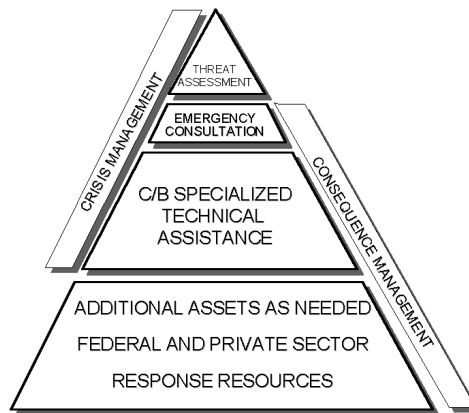 THREAT
ASSESSMENT
CRISIS MANAGEMENT
EMERGENCY
CONSULTATION
CONSEQUENCE MANAGEMENT
C/B SPECIALIZED
TECHNICAL
ASSISTANCE
ADDITIONAL ASSETS AS NEEDED
FEDERAL AND PRIVATE SECTOR
RESPONSE RESOURCES